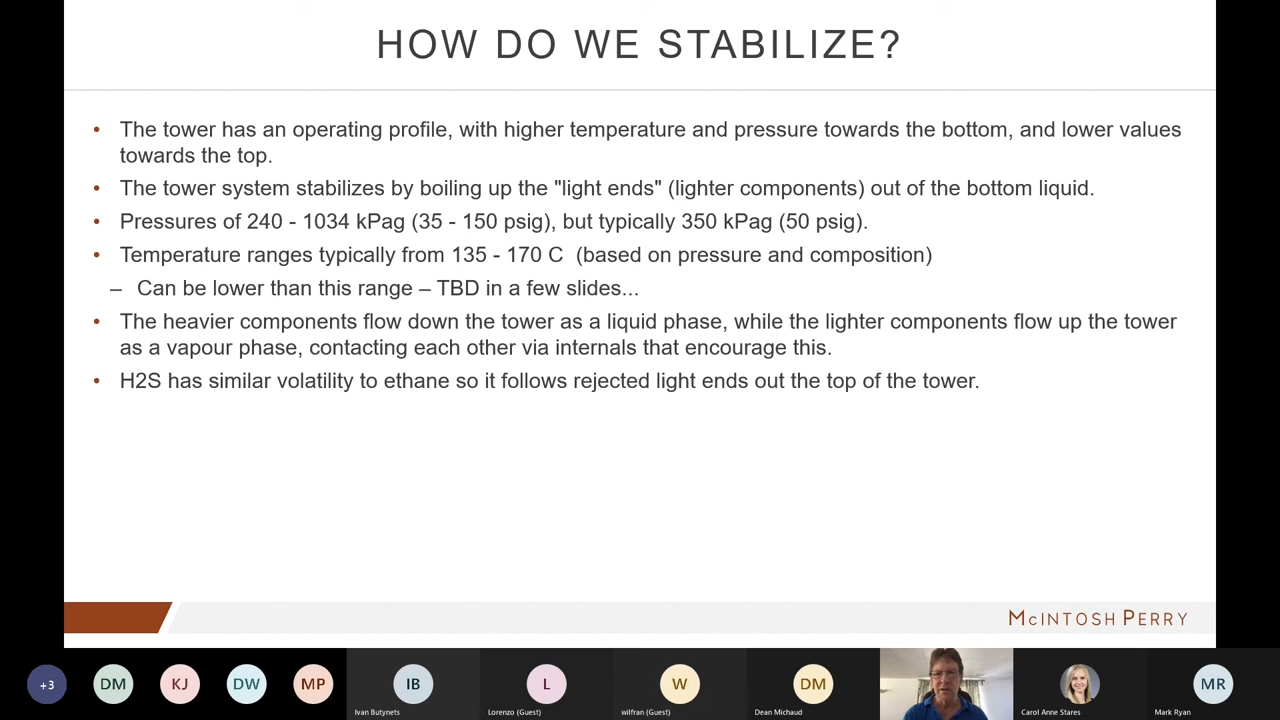 HOW DO WE STABILIZE?
• The tower has an operating profile, with higher temperature and pressure towards the bottom, and lower values
towards the top.
• The tower system stabilizes by boiling up the "light ends" (lighter components) out of the bottom liquid.
• Pressures of 240 - 1034 kPag (35 - 150 psig), but typically 350 kPag (50 psig).
• Temperature ranges typically from 135 - 170 C (based on pressure and composition)
– Can be lower than this range – TBD in a few slides...
• The heavier components flow down the tower as a liquid phase, while the lighter components flow up the tower
as a vapour phase, contacting each other via internals that encourage this.
• H2S has similar volatility to ethane so it follows rejected light ends out the top of the tower.
MCINTOSH PERRY
+3 DM KJ DW MP IB L W DM MR
Ivan Butynets Lorenzo (Guest) wilfran (Guest) Dean Michaud Carol Anne Stares Mark Ryan